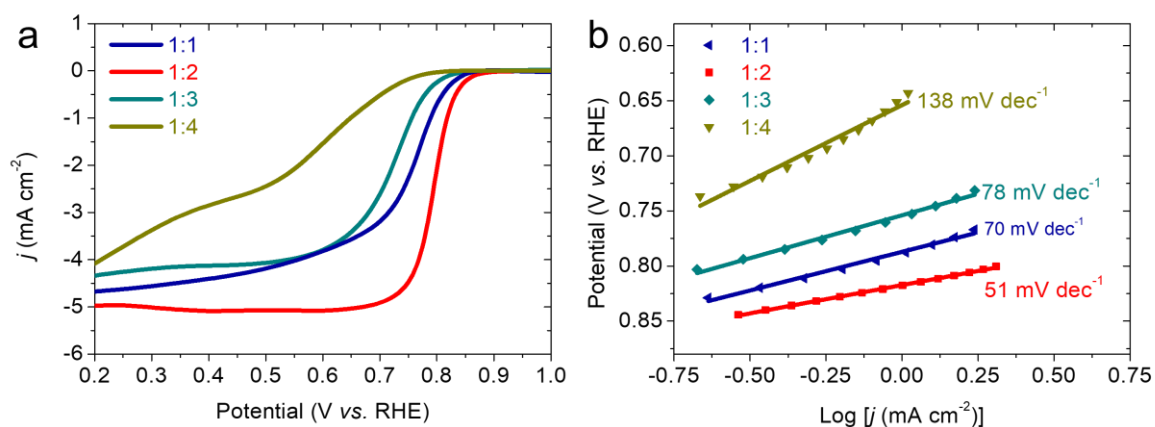 a
1:1
1:2
1:3
1:4
1
0
-1
-2
-3
-4
-5
-6
j (mA cm⁻²)
0.2 0.3 0.4 0.5 0.6 0.7 0.8 0.9 1.0
Potential (V vs. RHE)
b
1:1
1:2
1:3
1:4
138 mV dec⁻¹
78 mV dec⁻¹
70 mV dec⁻¹
51 mV dec⁻¹
0.60
0.65
0.70
0.75
0.80
0.85
Potential (V vs. RHE)
-0.75 -0.50 -0.25 0.00 0.25 0.50 0.75
Log [j (mA cm⁻²)]